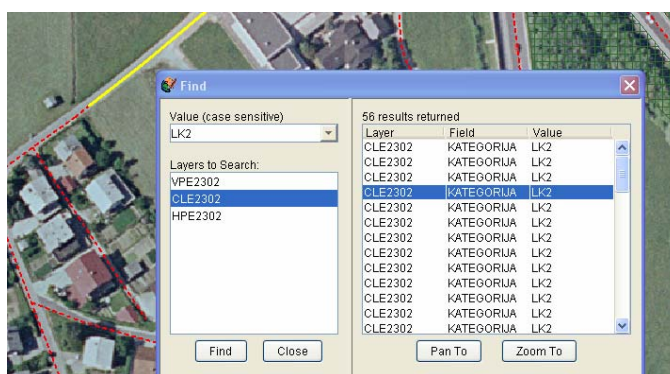 Find
Value (case sensitive)
LK2
Layers to Search:
VPE2302
CLE2302
HPE2302
Find Close
56 results returned
Layer Field Value
CLE2302 KATEGORIJA LK2
CLE2302 KATEGORIJA LK2
CLE2302 KATEGORIJA LK2
CLE2302 KATEGORIJA LK2
CLE2302 KATEGORIJA LK2
CLE2302 KATEGORIJA LK2
CLE2302 KATEGORIJA LK2
CLE2302 KATEGORIJA LK2
CLE2302 KATEGORIJA LK2
CLE2302 KATEGORIJA LK2
CLE2302 KATEGORIJA LK2
CLE2302 KATEGORIJA LK2
CLE2302 KATEGORIJA LK2
Pan To Zoom To